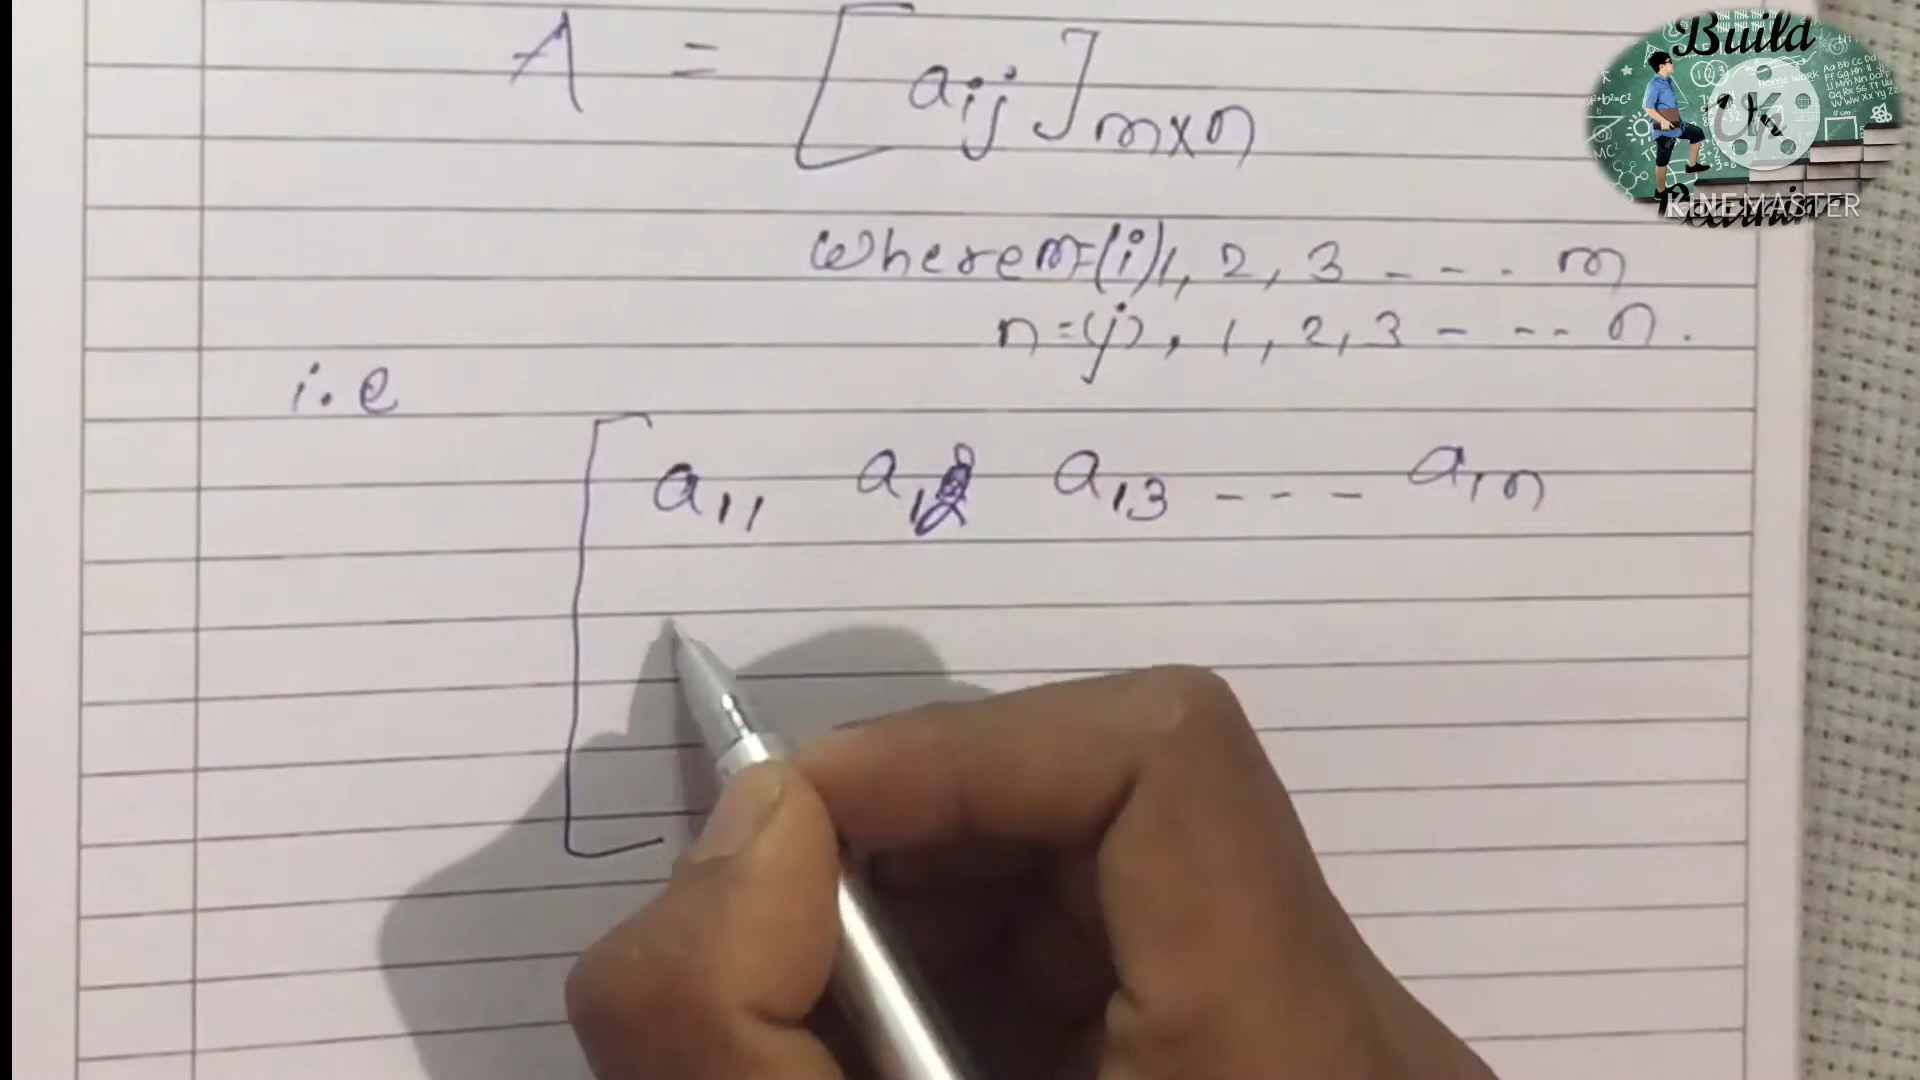 A = [aij]m×n
where m=(i)1, 2, 3 - - . m
n=(j), 1, 2, 3 - -- n.
i.e
a11 a12 a13 --- a1n
Build
KINEMASTER